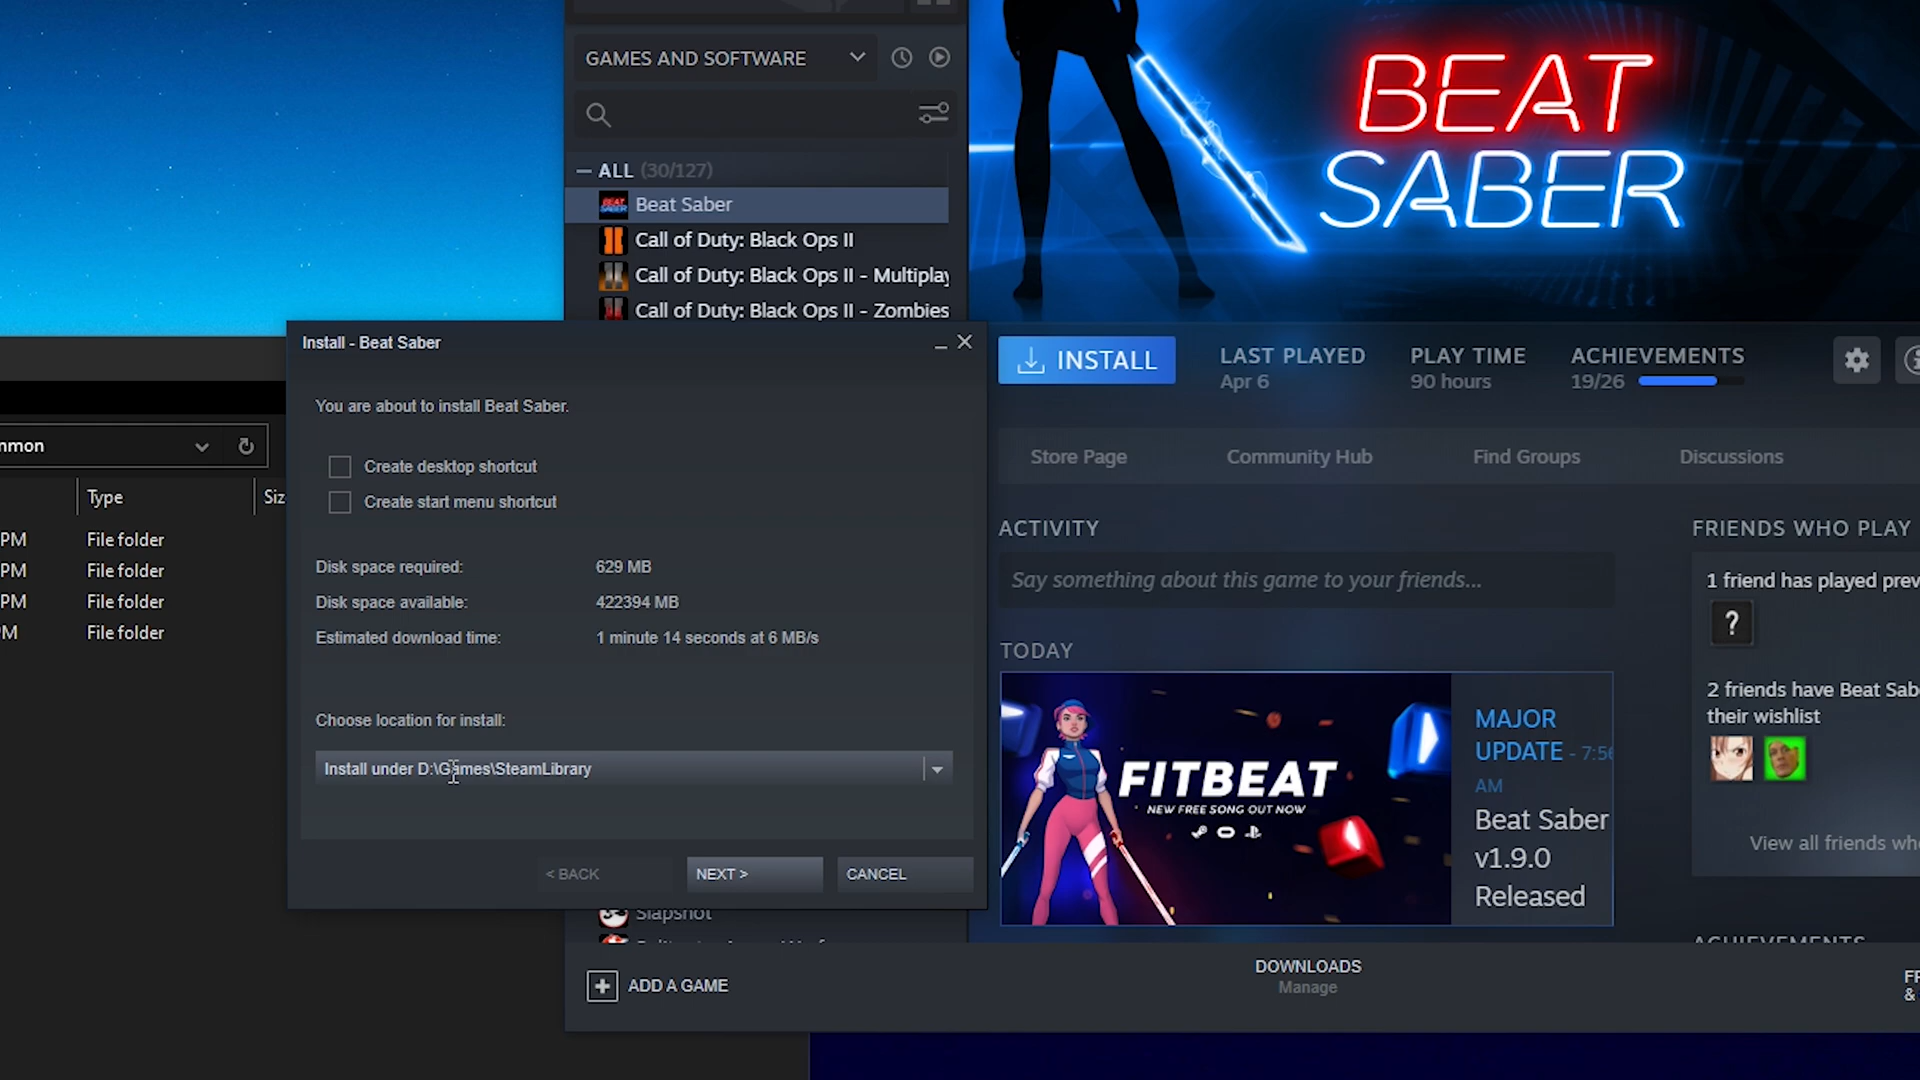 GAMES AND SOFTWARE
ALL (30/127)
Beat Saber
Call of Duty: Black Ops II
Call of Duty: Black Ops II - Multiplay
Call of Duty: Black Ops II - Zombies
BEAT
SABER
Install - Beat Saber
You are about to install Beat Saber.
Create desktop shortcut
Create start menu shortcut
Disk space required: 629 MB
Disk space available: 422394 MB
Estimated download time: 1 minute 14 seconds at 6 MB/s
Choose location for install:
Install under D:\Games\SteamLibrary
< BACK
NEXT >
CANCEL
nmon
Type
Siz
PM File folder
PM File folder
PM File folder
PM File folder
INSTALL
LAST PLAYED
Apr 6
PLAY TIME
90 hours
ACHIEVEMENTS
19/26
Store Page
Community Hub
Find Groups
Discussions
ACTIVITY
Say something about this game to your friends...
TODAY
FITBEAT
NEW FREE SONG OUT NOW
MAJOR
UPDATE - 7:56
AM
Beat Saber
v1.9.0
Released
FRIENDS WHO PLAY
1 friend has played prev
?
2 friends have Beat Sab
their wishlist
View all friends wh
ACHIEVEMENTS
Slapshot
ADD A GAME
DOWNLOADS
Manage
FR
&